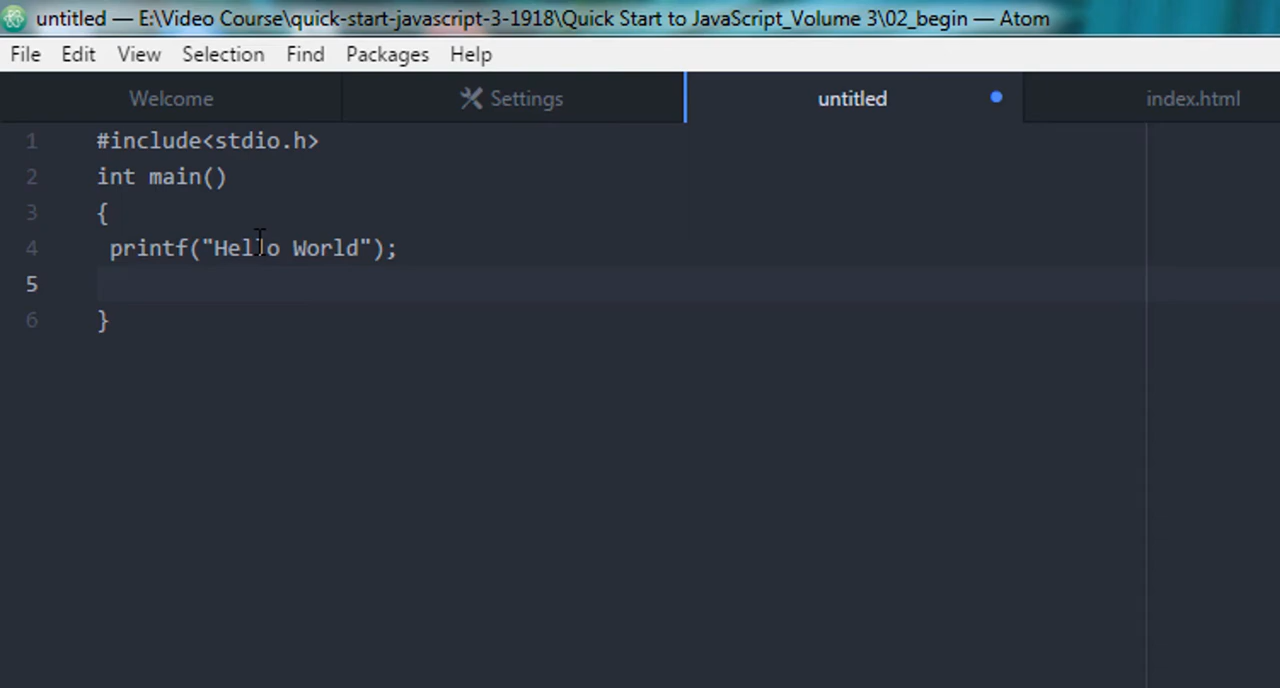 untitled — E:\Video Course\quick-start-javascript-3-1918\Quick Start to JavaScript_Volume 3\02_begin — Atom
File Edit View Selection Find Packages Help
Welcome Settings untitled index.html
1 #include<stdio.h>
2 int main()
3 {
4 printf("Hello World");
5
6 }